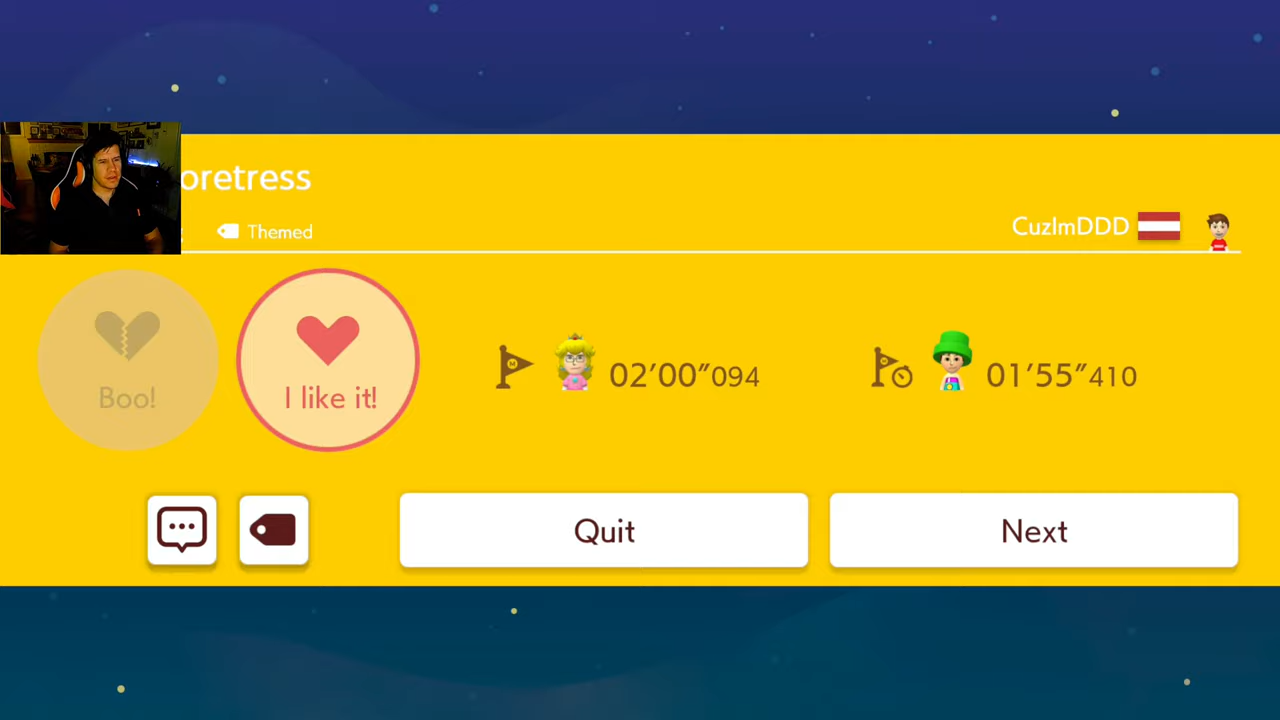 oretress
Themed
CuzImDDD
Boo!
I like it!
M
02'00"094
M
01'55"410
Quit
Next